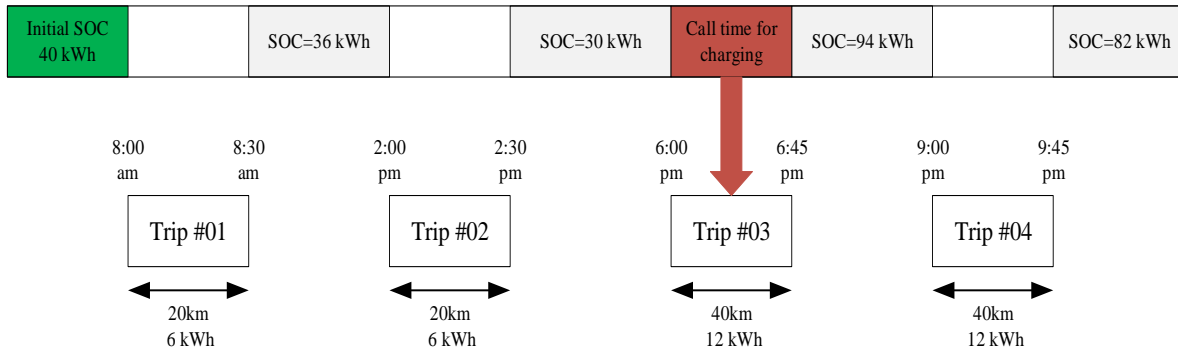 Initial SOC
40 kWh
SOC=36 kWh
SOC=30 kWh
Call time for
charging
SOC=94 kWh
SOC=82 kWh
8:00
am
8:30
am
2:00
pm
2:30
pm
6:00
pm
6:45
pm
9:00
pm
9:45
pm
Trip #01
Trip #02
Trip #03
Trip #04
20km
6 kWh
20km
6 kWh
40km
12 kWh
40km
12 kWh